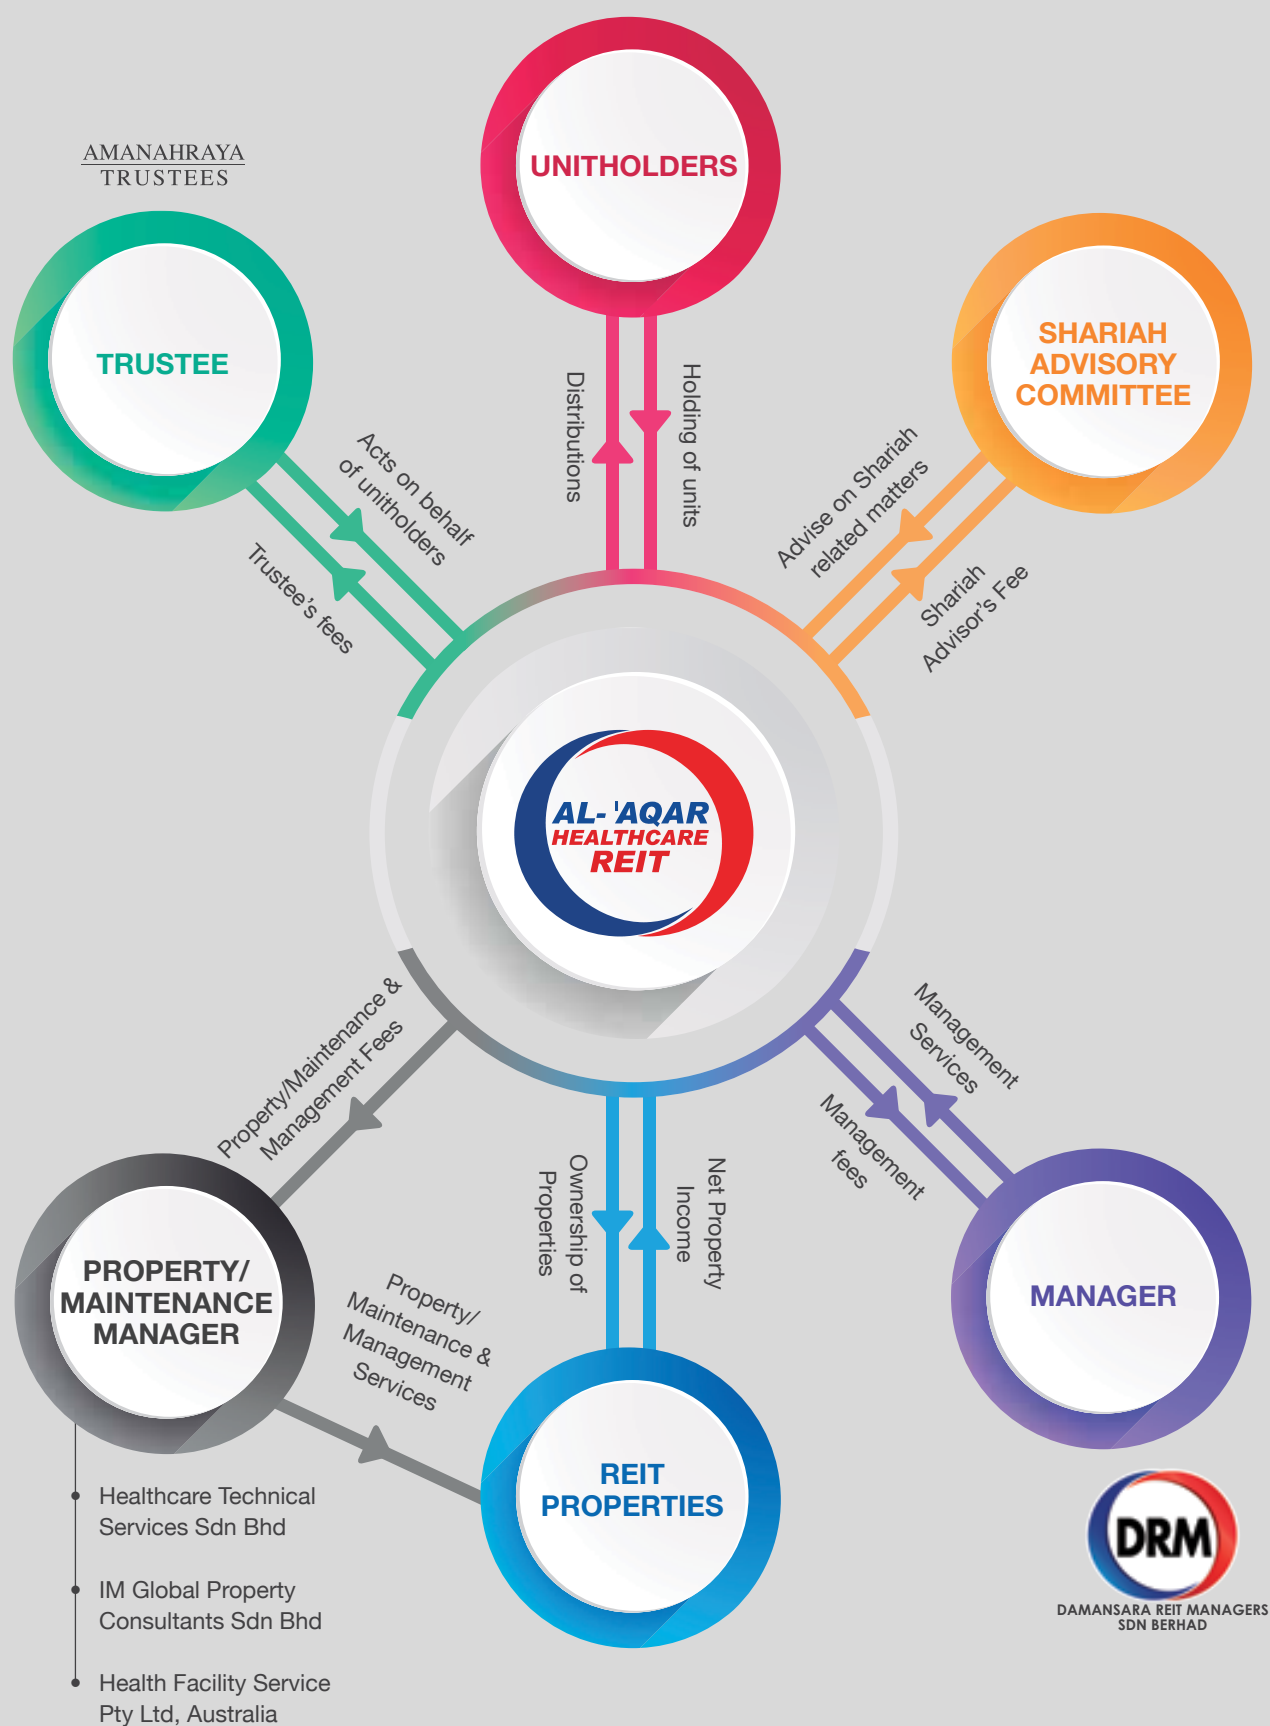 AMANAHRAYA
TRUSTEES
UNITHOLDERS
TRUSTEE
SHARIAH
ADVISORY
COMMITTEE
Distributions
Holding of units
Acts on behalf
of unitholders
Trustee's fees
Advise on Shariah
related matters
Shariah
Advisor's Fee
AL-'AQAR
HEALTHCARE
REIT
Property/Maintenance &
Management Fees
Management
Services
Management
fees
Ownership of
Properties
Net Property
Income
PROPERTY/
MAINTENANCE
MANAGER
Property/
Maintenance &
Management
Services
MANAGER
REIT
PROPERTIES
Healthcare Technical
Services Sdn Bhd
IM Global Property
Consultants Sdn Bhd
Health Facility Service
Pty Ltd, Australia
DRM
DAMANSARA REIT MANAGERS
SDN BERHAD